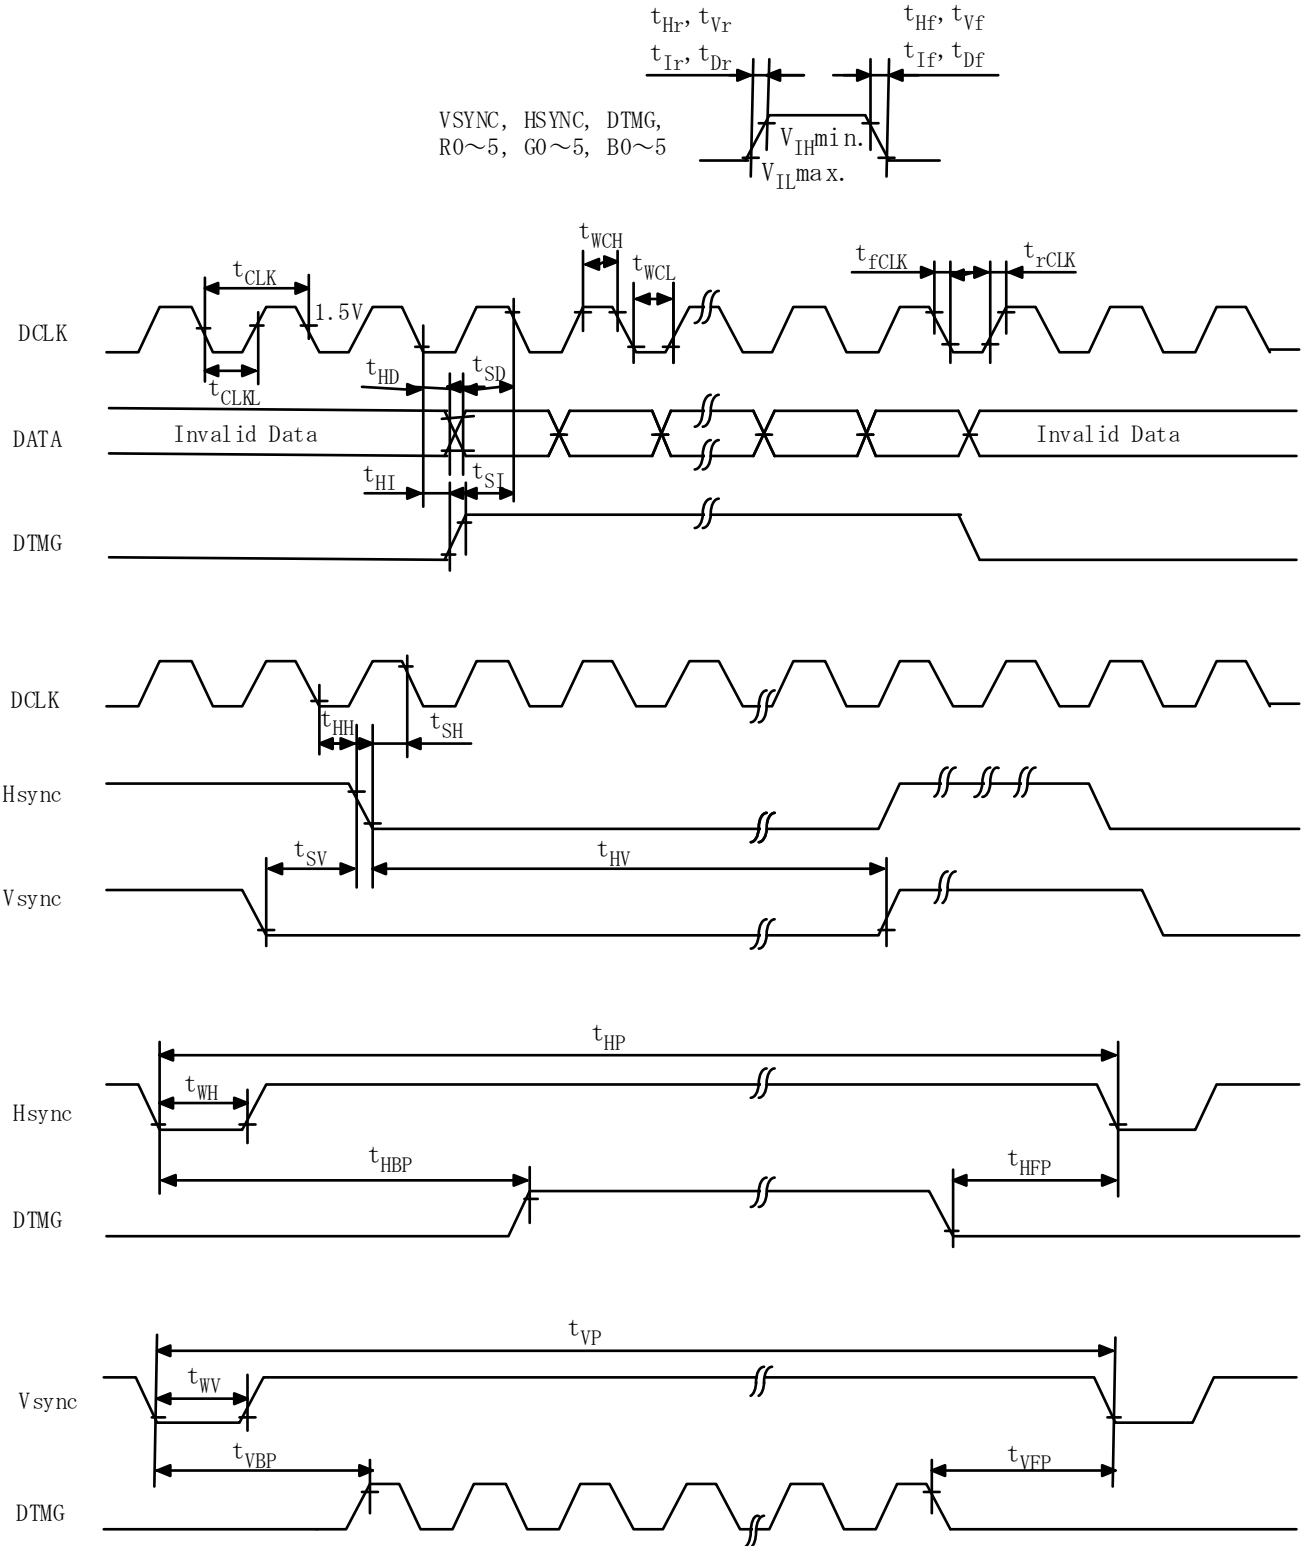 tHr, tVr
tHf, tVf
tIr, tDr
tIf, tDf
VSYNC, HSYNC, DTMG,
R0～5, G0～5, B0～5
VIHmin.
VILmax.
tWCH
tWCL
tCLK
tfCLK
trCLK
1.5V
DCLK
tHD
tSD
tCLKL
DATA
Invalid Data
Invalid Data
tHI
tSI
DTMG
DCLK
tHH
tSH
Hsync
tSV
tHV
Vsync
tHP
tWH
Hsync
tHBP
tHFP
DTMG
tVP
tWV
Vsync
tVBP
tVFP
DTMG